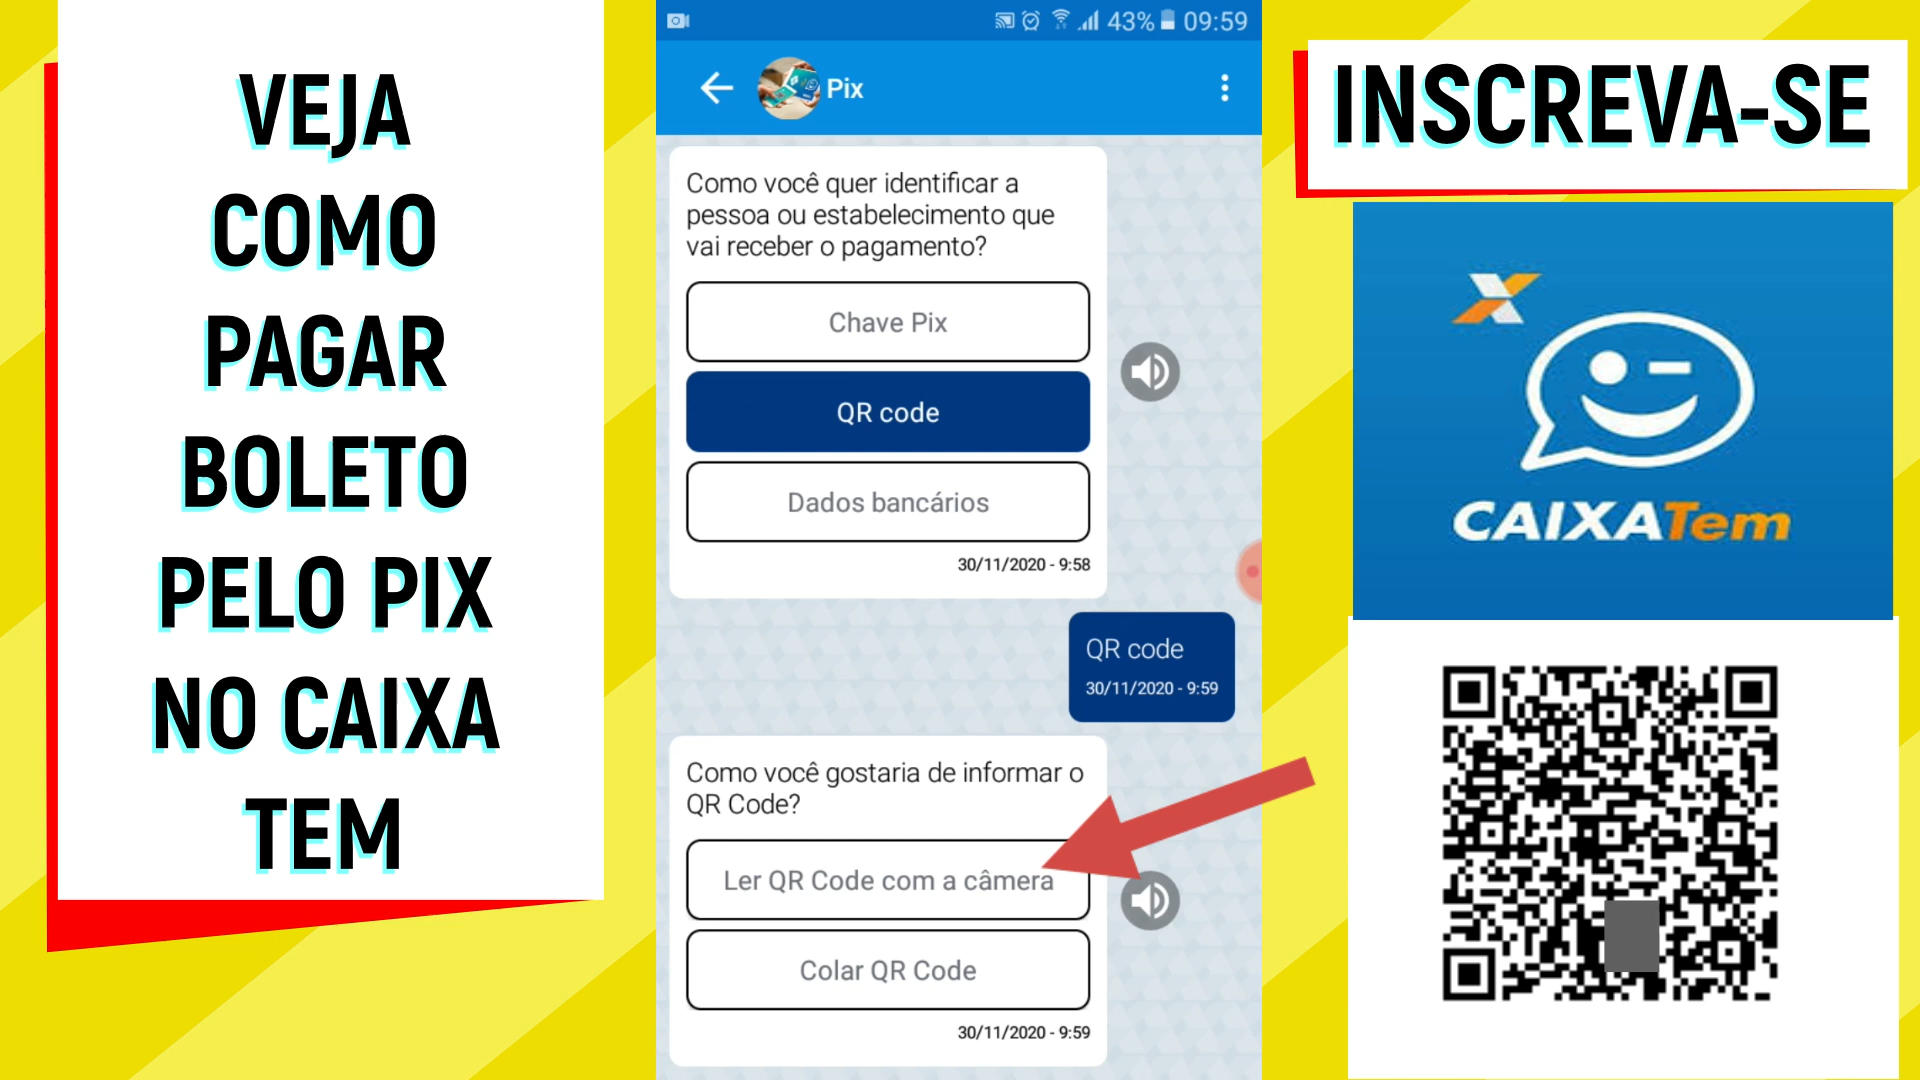 VEJA
COMO
PAGAR
BOLETO
PELO PIX
NO CAIXA
TEM
43% 09:59
Pix
Como você quer identificar a
pessoa ou estabelecimento que
vai receber o pagamento?
Chave Pix
QR code
Dados bancários
30/11/2020 - 9:58
QR code
30/11/2020 - 9:59
Como você gostaria de informar o
QR Code?
Ler QR Code com a câmera
Colar QR Code
30/11/2020 - 9:59
INSCREVA-SE
CAIXATem